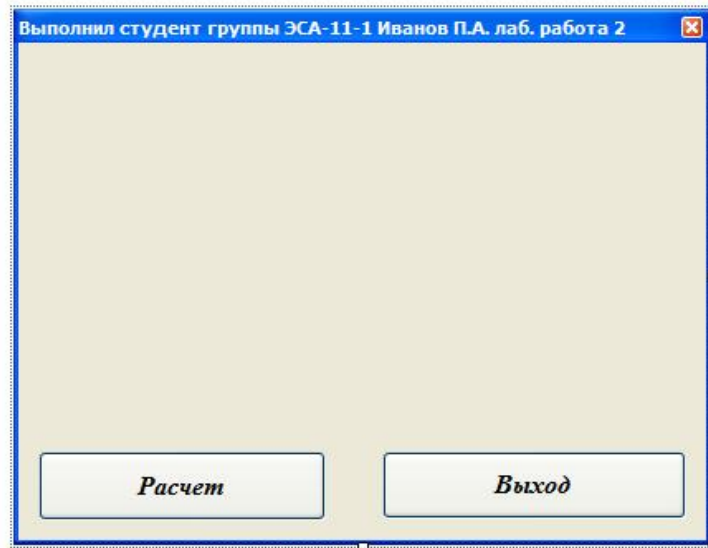 Выполнил студент группы ЭСА-11-1 Иванов П.А. лаб. работа 2
Расчет
Выход